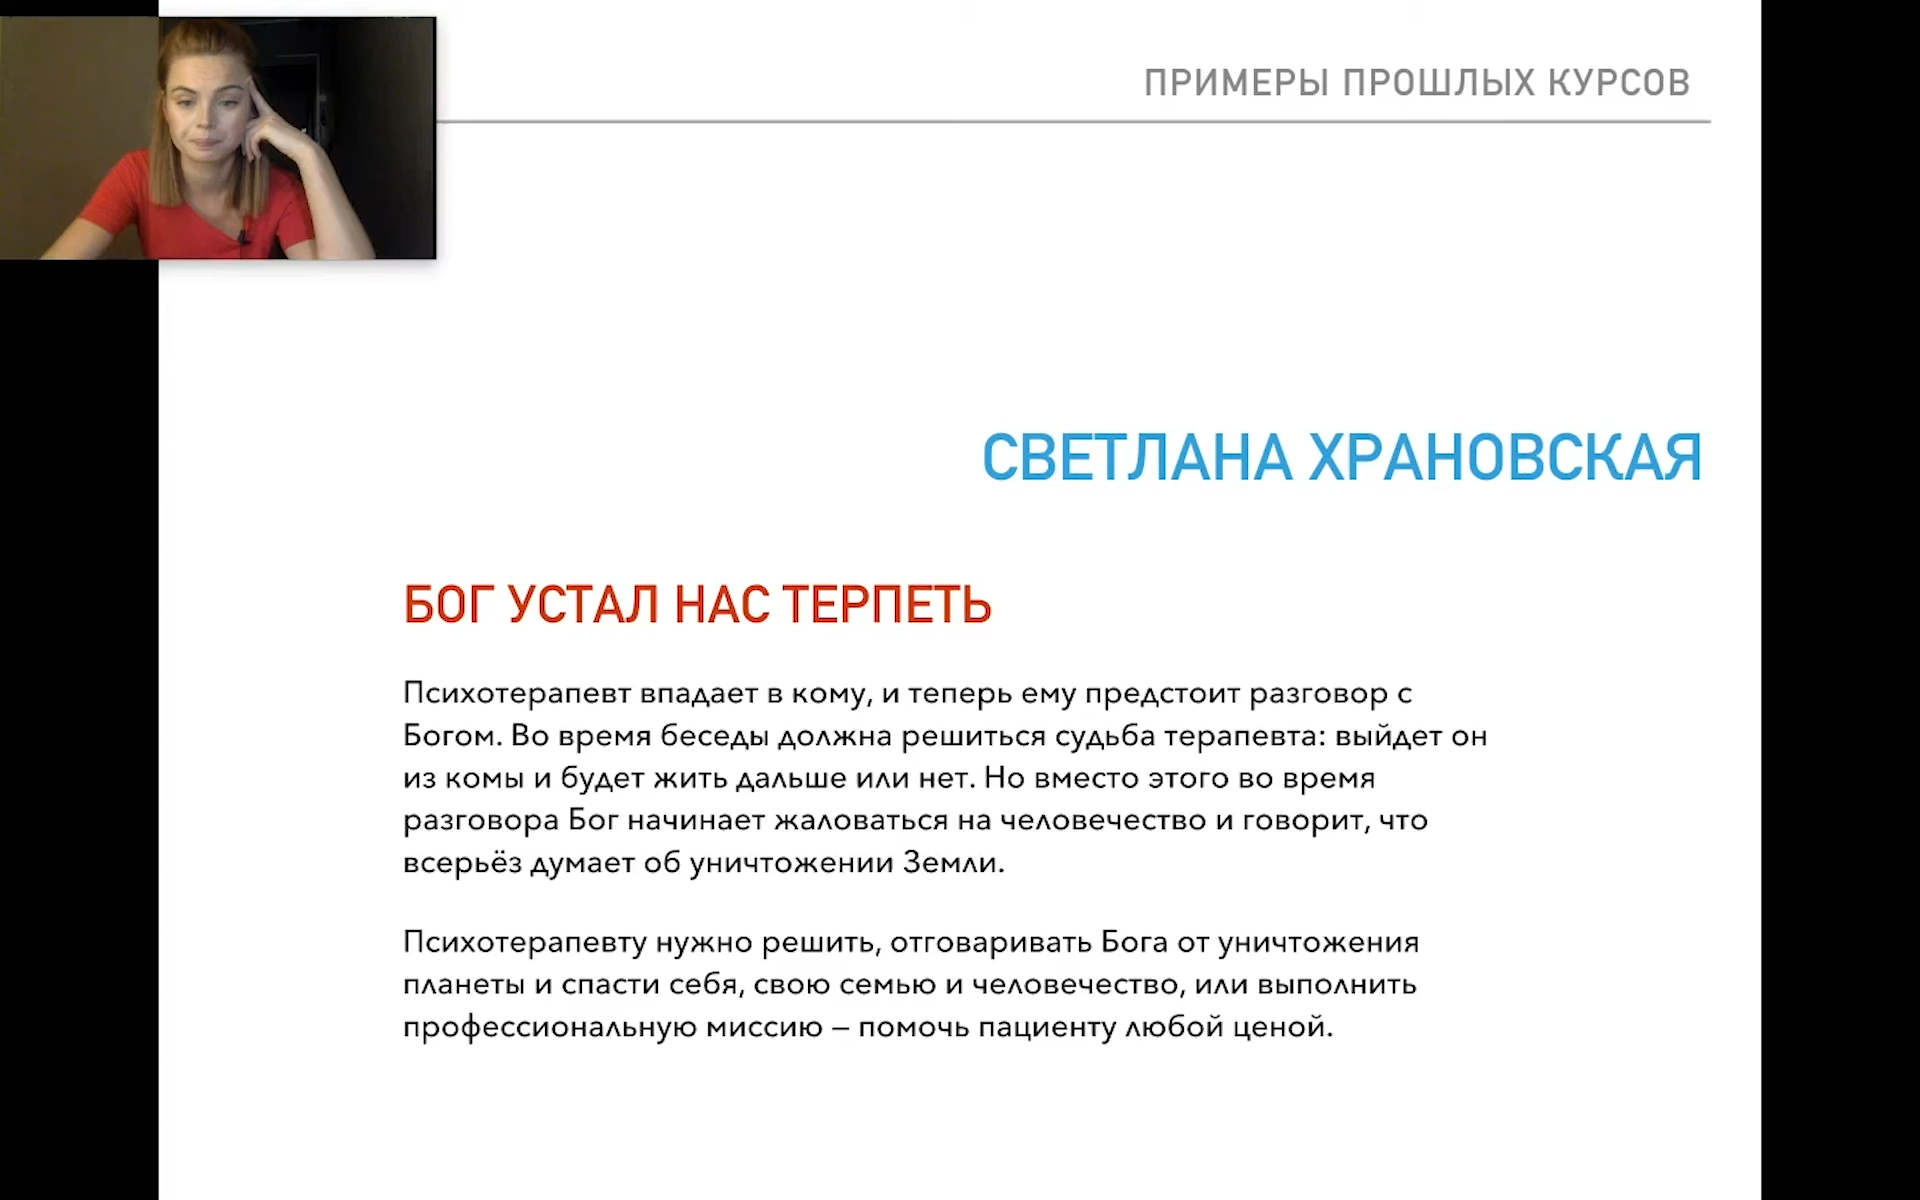 ПРИМЕРЫ ПРОШЛЫХ КУРСОВ
СВЕТЛАНА ХРАНОВСКАЯ
БОГ УСТАЛ НАС ТЕРПЕТЬ
Психотерапевт впадает в кому, и теперь ему предстоит разговор с
Богом. Во время беседы должна решиться судьба терапевта: выйдет он
из комы и будет жить дальше или нет. Но вместо этого во время
разговора Бог начинает жаловаться на человечество и говорит, что
всерьёз думает об уничтожении Земли.
Психотерапевту нужно решить, отговаривать Бога от уничтожения
планеты и спасти себя, свою семью и человечество, или выполнить
профессиональную миссию – помочь пациенту любой ценой.